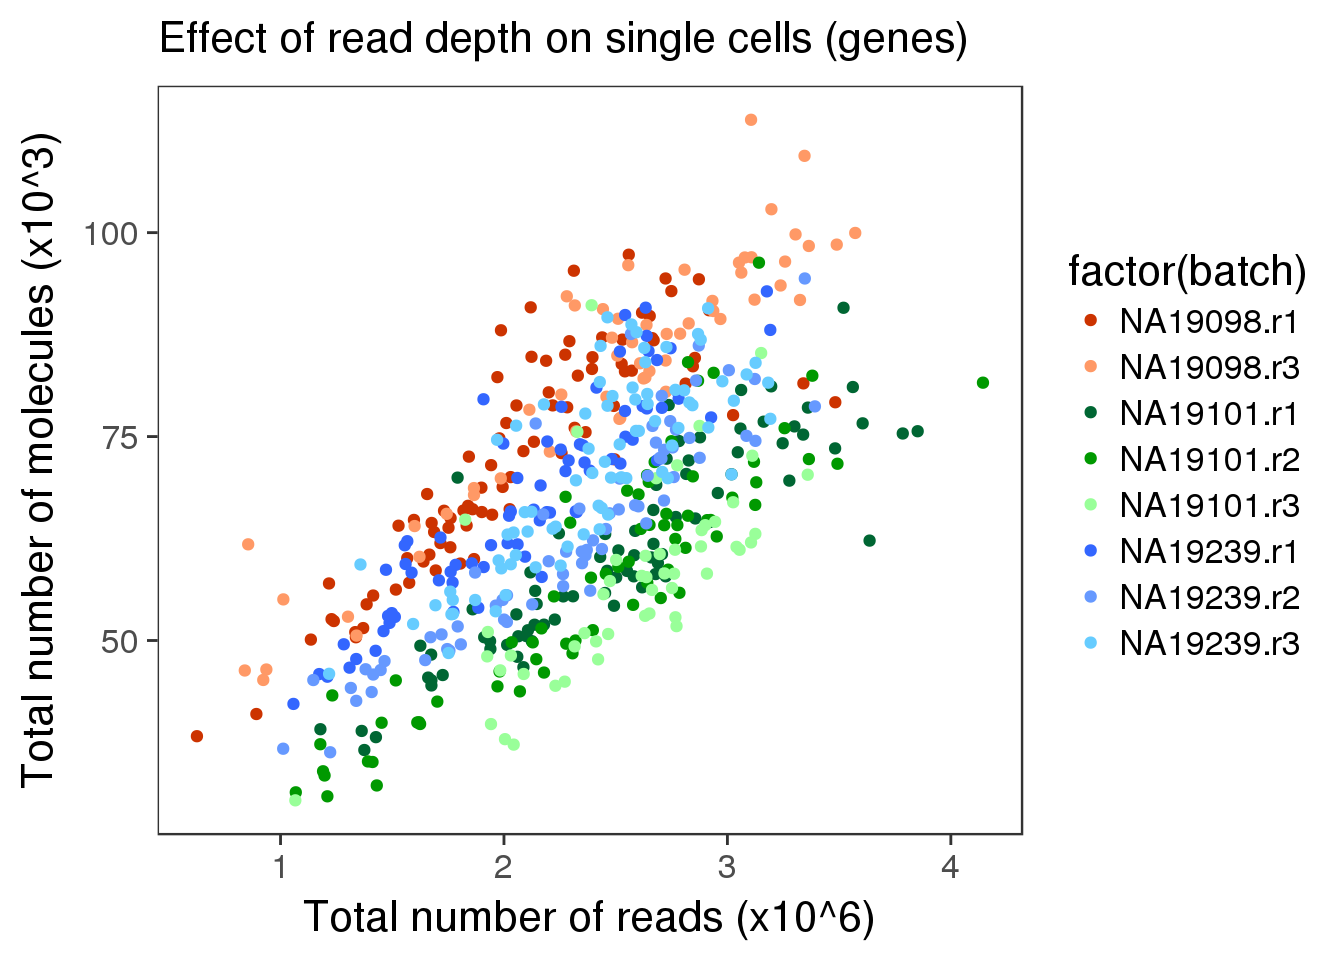 Effect of read depth on single cells (genes)
Total number of molecules (x10^3)
100
75
50
1 2 3 4
Total number of reads (x10^6)
factor(batch)
NA19098.r1
NA19098.r3
NA19101.r1
NA19101.r2
NA19101.r3
NA19239.r1
NA19239.r2
NA19239.r3